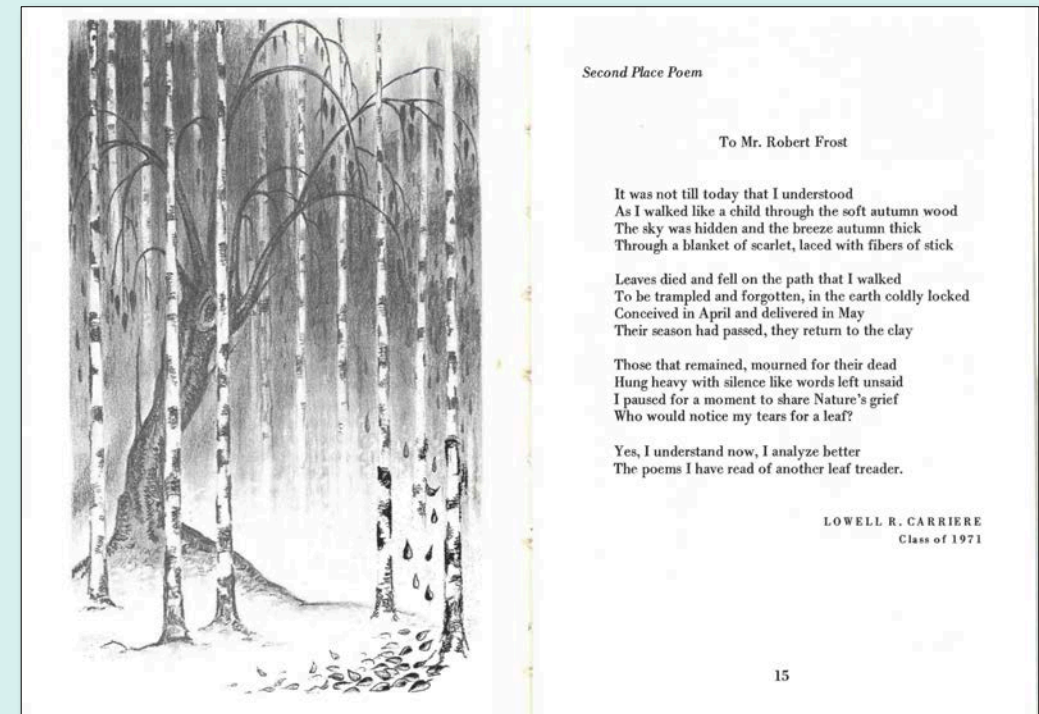 Second Place Poem
To Mr. Robert Frost
It was not till today that I understood
As I walked like a child through the soft autumn wood
The sky was hidden and the breeze autumn thick
Through a blanket of scarlet, laced with fibers of stick
Leaves died and fell on the path that I walked
To be trampled and forgotten, in the earth coldly locked
Conceived in April and delivered in May
Their season had passed, they return to the clay
Those that remained, mourned for their dead
Hung heavy with silence like words left unsaid
I paused for a moment to share Nature's grief
Who would notice my tears for a leaf?
Yes, I understand now, I analyze better
The poems I have read of another leaf treader.
LOWELL R. CARRIERE
Class of 1971
15